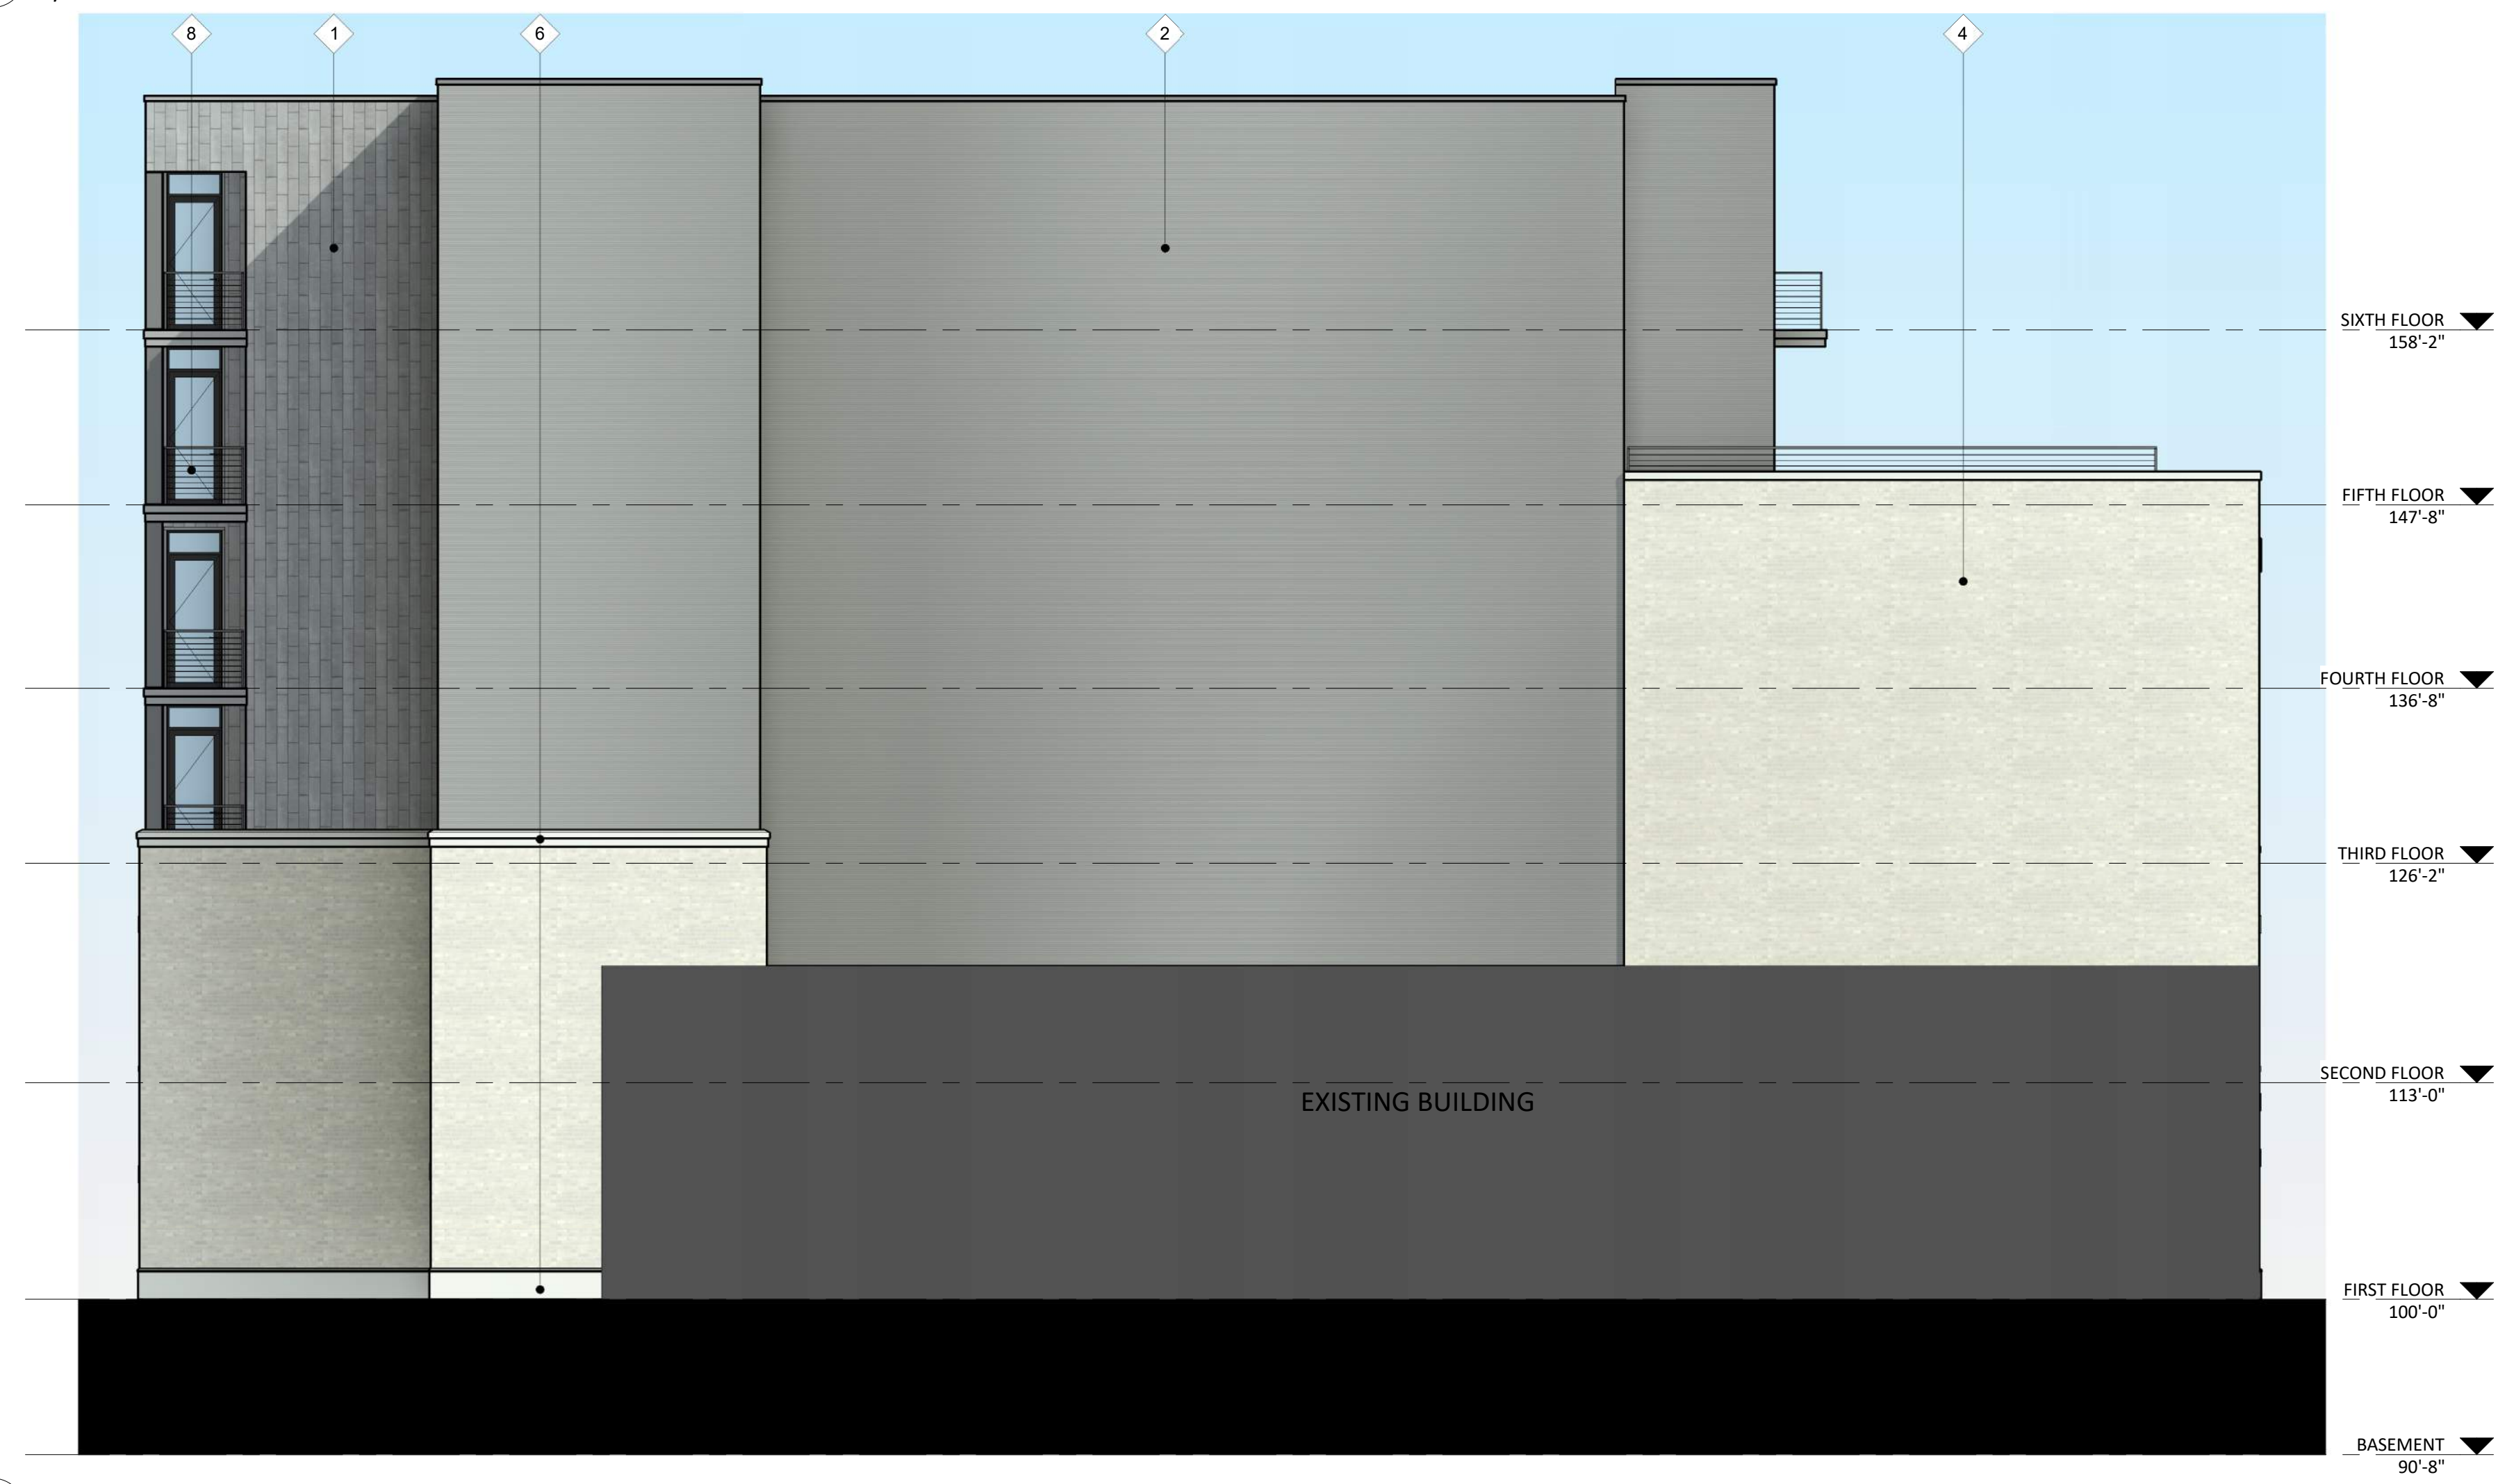 8
1
6
2
4
SIXTH FLOOR
158'-2"
FIFTH FLOOR
147'-8"
FOURTH FLOOR
136'-8"
THIRD FLOOR
126'-2"
SECOND FLOOR
113'-0"
EXISTING BUILDING
FIRST FLOOR
100'-0"
BASEMENT
90'-8"